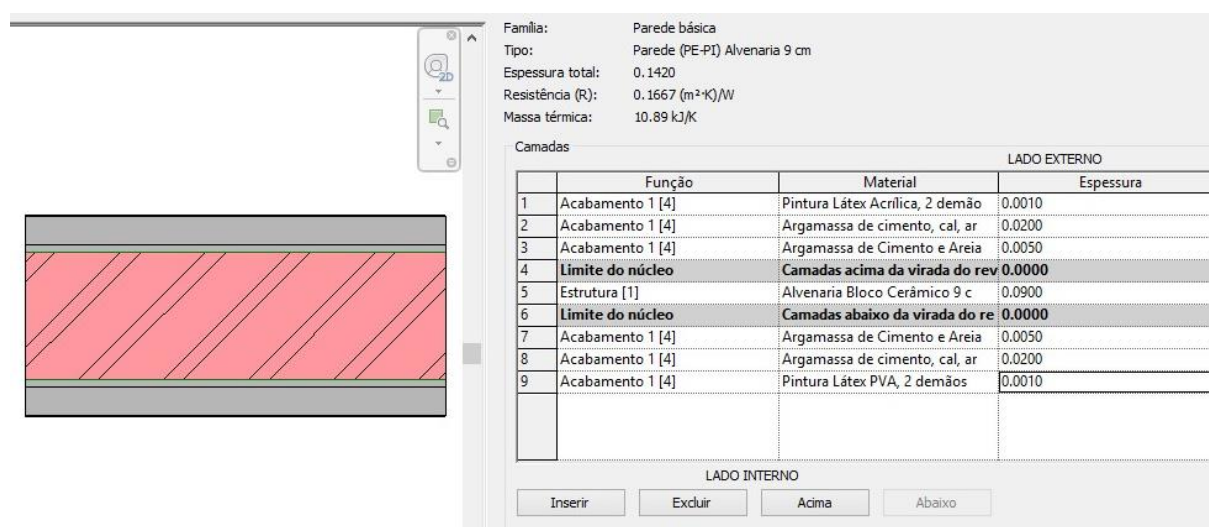 2D
Família: Parede básica
Tipo: Parede (PE-PI) Alvenaria 9 cm
Espessura total: 0.1420
Resistência (R): 0.1667 (m²·K)/W
Massa térmica: 10.89 kJ/K
Camadas
LADO EXTERNO
Função Material Espessura
1 Acabamento 1 [4] Pintura Látex Acrílica, 2 demão 0.0010
2 Acabamento 1 [4] Argamassa de cimento, cal, ar 0.0200
3 Acabamento 1 [4] Argamassa de Cimento e Areia 0.0050
4 Limite do núcleo Camadas acima da virada do rev 0.0000
5 Estrutura [1] Alvenaria Bloco Cerâmico 9 c 0.0900
6 Limite do núcleo Camadas abaixo da virada do re 0.0000
7 Acabamento 1 [4] Argamassa de Cimento e Areia 0.0050
8 Acabamento 1 [4] Argamassa de cimento, cal, ar 0.0200
9 Acabamento 1 [4] Pintura Látex PVA, 2 demãos 0.0010
LADO INTERNO
Inserir Excluir Acima Abaixo